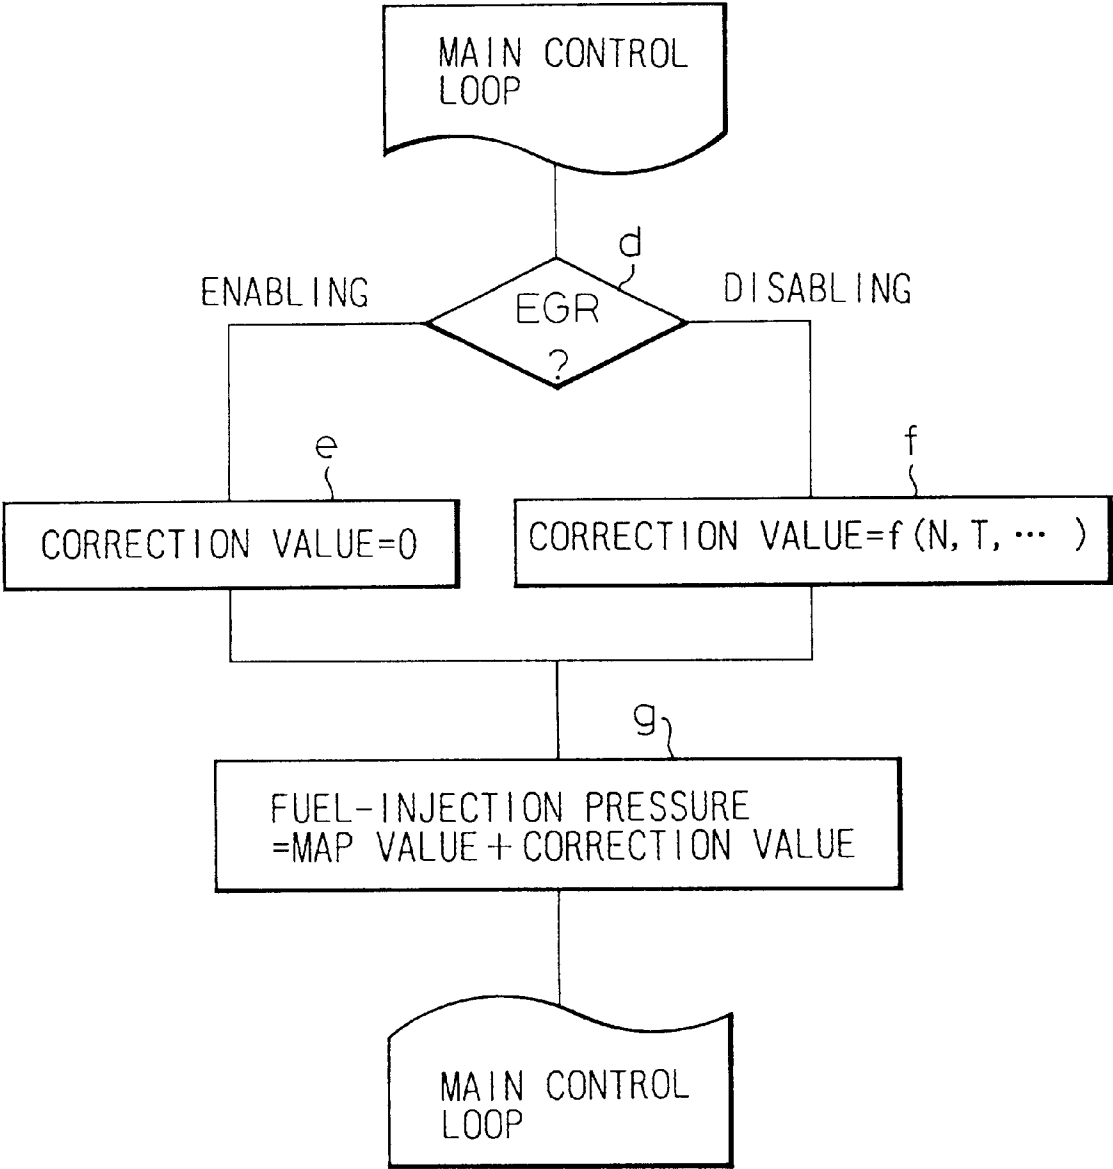 MAIN CONTROL
LOOP
d
ENABLING
EGR
?
DISABLING
e
f
CORRECTION VALUE=0
CORRECTION VALUE=f(N, T, ··· )
g
FUEL-INJECTION PRESSURE
=MAP VALUE+CORRECTION VALUE
MAIN CONTROL
LOOP